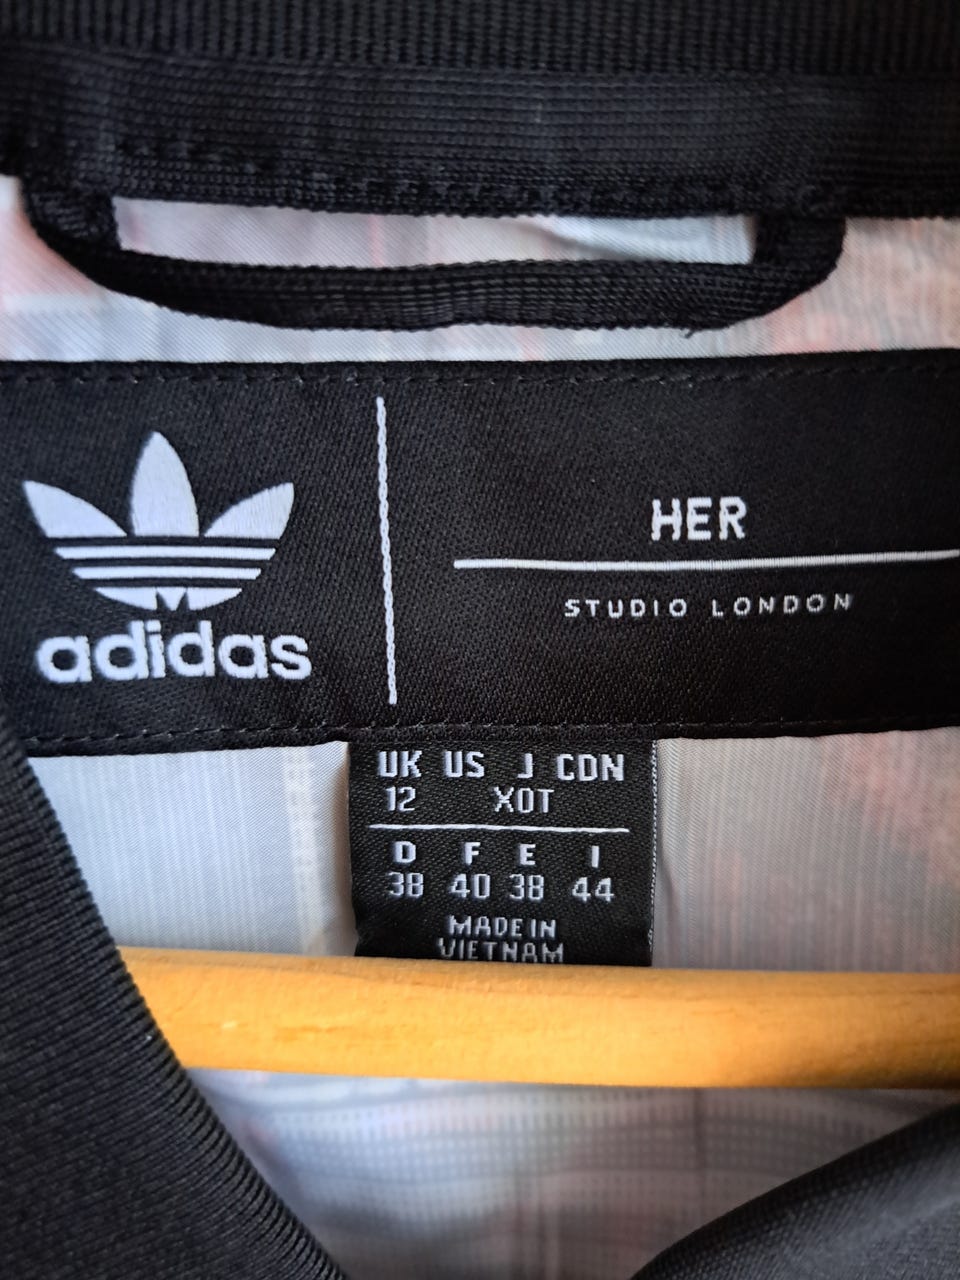 adidas
HER
STUDIO LONDON
UK US J CDN
12 XOT
D F E I
38 40 38 44
MADE IN
VIETNAM